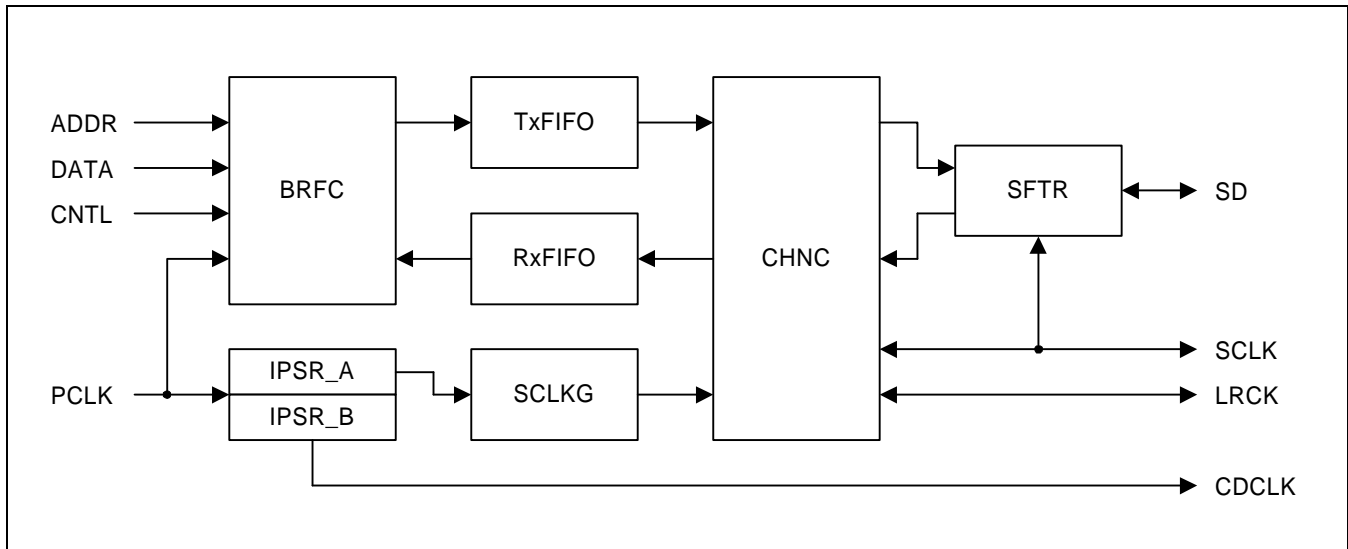 ADDR
DATA
CNTL
PCLK
BRFC
TxFIFO
RxFIFO
IPSR_A
IPSR_B
SCLKG
CHNC
SFTR
SD
SCLK
LRCK
CDCLK